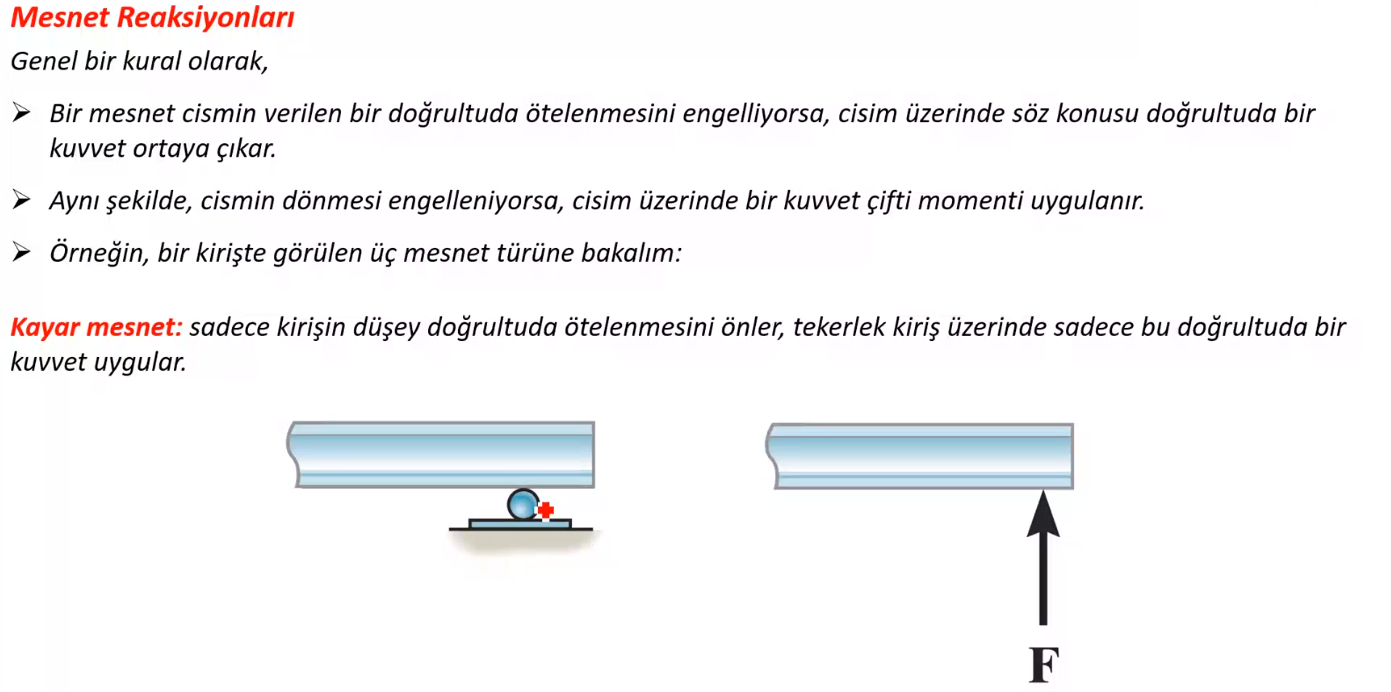 Mesnet Reaksiyonları
Genel bir kural olarak,
Bir mesnet cismin verilen bir doğrultuda ötelenmesini engelliyorsa, cisim üzerinde söz konusu doğrultuda bir
kuvvet ortaya çıkar.
Aynı şekilde, cismin dönmesi engelleniyorsa, cisim üzerinde bir kuvvet çifti momenti uygulanır.
Örneğin, bir kirişte görülen üç mesnet türüne bakalım:
Kayar mesnet: sadece kirişin düşey doğrultuda ötelenmesini önler, tekerlek kiriş üzerinde sadece bu doğrultuda bir
kuvvet uygular.
F